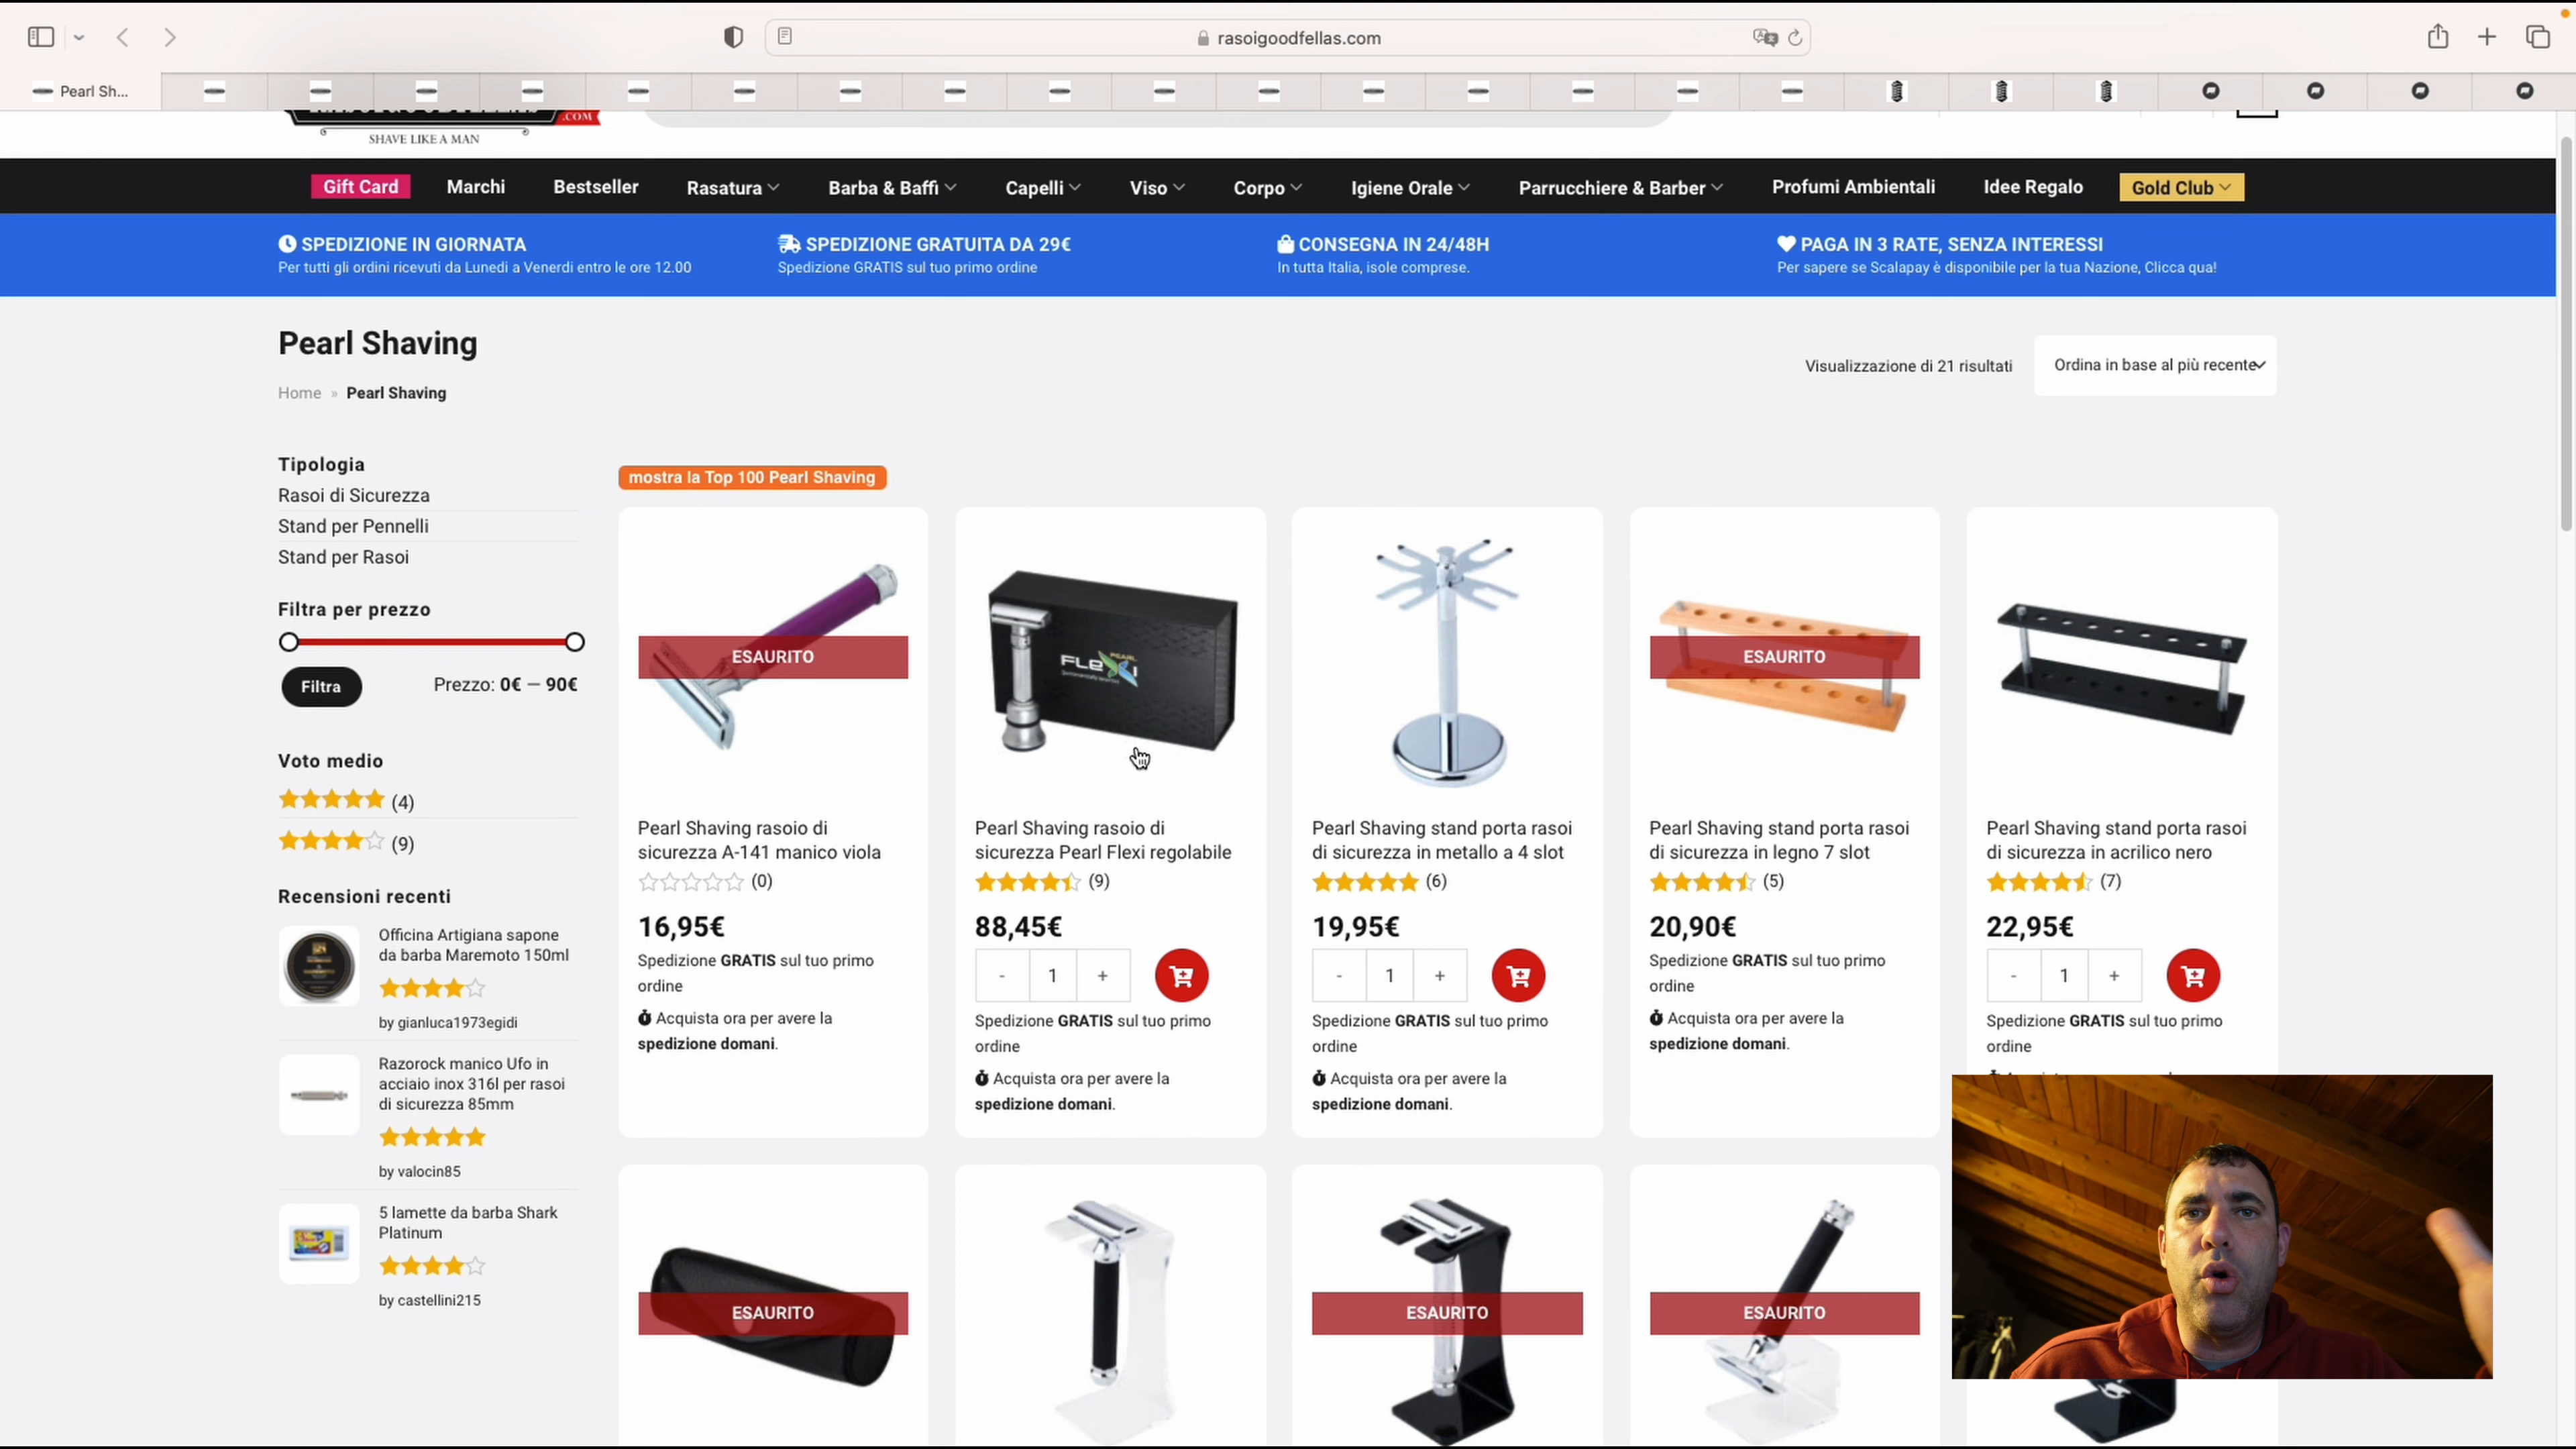 rasoigoodfellas.com
Pearl Sh...
.COM
SHAVE LIKE A MAN
Gift Card
Marchi
Bestseller
Rasatura
Barba & Baffi
Capelli
Viso
Corpo
Igiene Orale
Parrucchiere & Barber
Profumi Ambientali
Idee Regalo
Gold Club
SPEDIZIONE IN GIORNATA
Per tutti gli ordini ricevuti da Lunedi a Venerdi entro le ore 12.00
SPEDIZIONE GRATUITA DA 29€
Spedizione GRATIS sul tuo primo ordine
CONSEGNA IN 24/48H
In tutta Italia, isole comprese.
PAGA IN 3 RATE, SENZA INTERESSI
Per sapere se Scalapay è disponibile per la tua Nazione, Clicca qua!
Pearl Shaving
Home » Pearl Shaving
Visualizzazione di 21 risultati
Ordina in base al più recente
Tipologia
Rasoi di Sicurezza
Stand per Pennelli
Stand per Rasoi
Filtra per prezzo
Filtra
Prezzo: 0€ — 90€
Voto medio
(4)
(9)
Recensioni recenti
Officina Artigiana sapone
da barba Maremoto 150ml
by gianluca1973egidi
Razorock manico Ufo in
acciaio inox 316l per rasoi
di sicurezza 85mm
by valocin85
5 lamette da barba Shark
Platinum
by castellini215
mostra la Top 100 Pearl Shaving
ESAURITO
Pearl Shaving rasoio di
sicurezza A-141 manico viola
(0)
16,95€
Spedizione GRATIS sul tuo primo
ordine
Acquista ora per avere la
spedizione domani.
PEARL
FLEXI
Pearl Shaving rasoio di
sicurezza Pearl Flexi regolabile
(9)
88,45€
- 1 +
Spedizione GRATIS sul tuo primo
ordine
Acquista ora per avere la
spedizione domani.
Pearl Shaving stand porta rasoi
di sicurezza in metallo a 4 slot
(6)
19,95€
- 1 +
Spedizione GRATIS sul tuo primo
ordine
Acquista ora per avere la
spedizione domani.
ESAURITO
Pearl Shaving stand porta rasoi
di sicurezza in legno 7 slot
(5)
20,90€
Spedizione GRATIS sul tuo primo
ordine
Acquista ora per avere la
spedizione domani.
Pearl Shaving stand porta rasoi
di sicurezza in acrilico nero
(7)
22,95€
- 1 +
Spedizione GRATIS sul tuo primo
ordine
ESAURITO
ESAURITO
ESAURITO